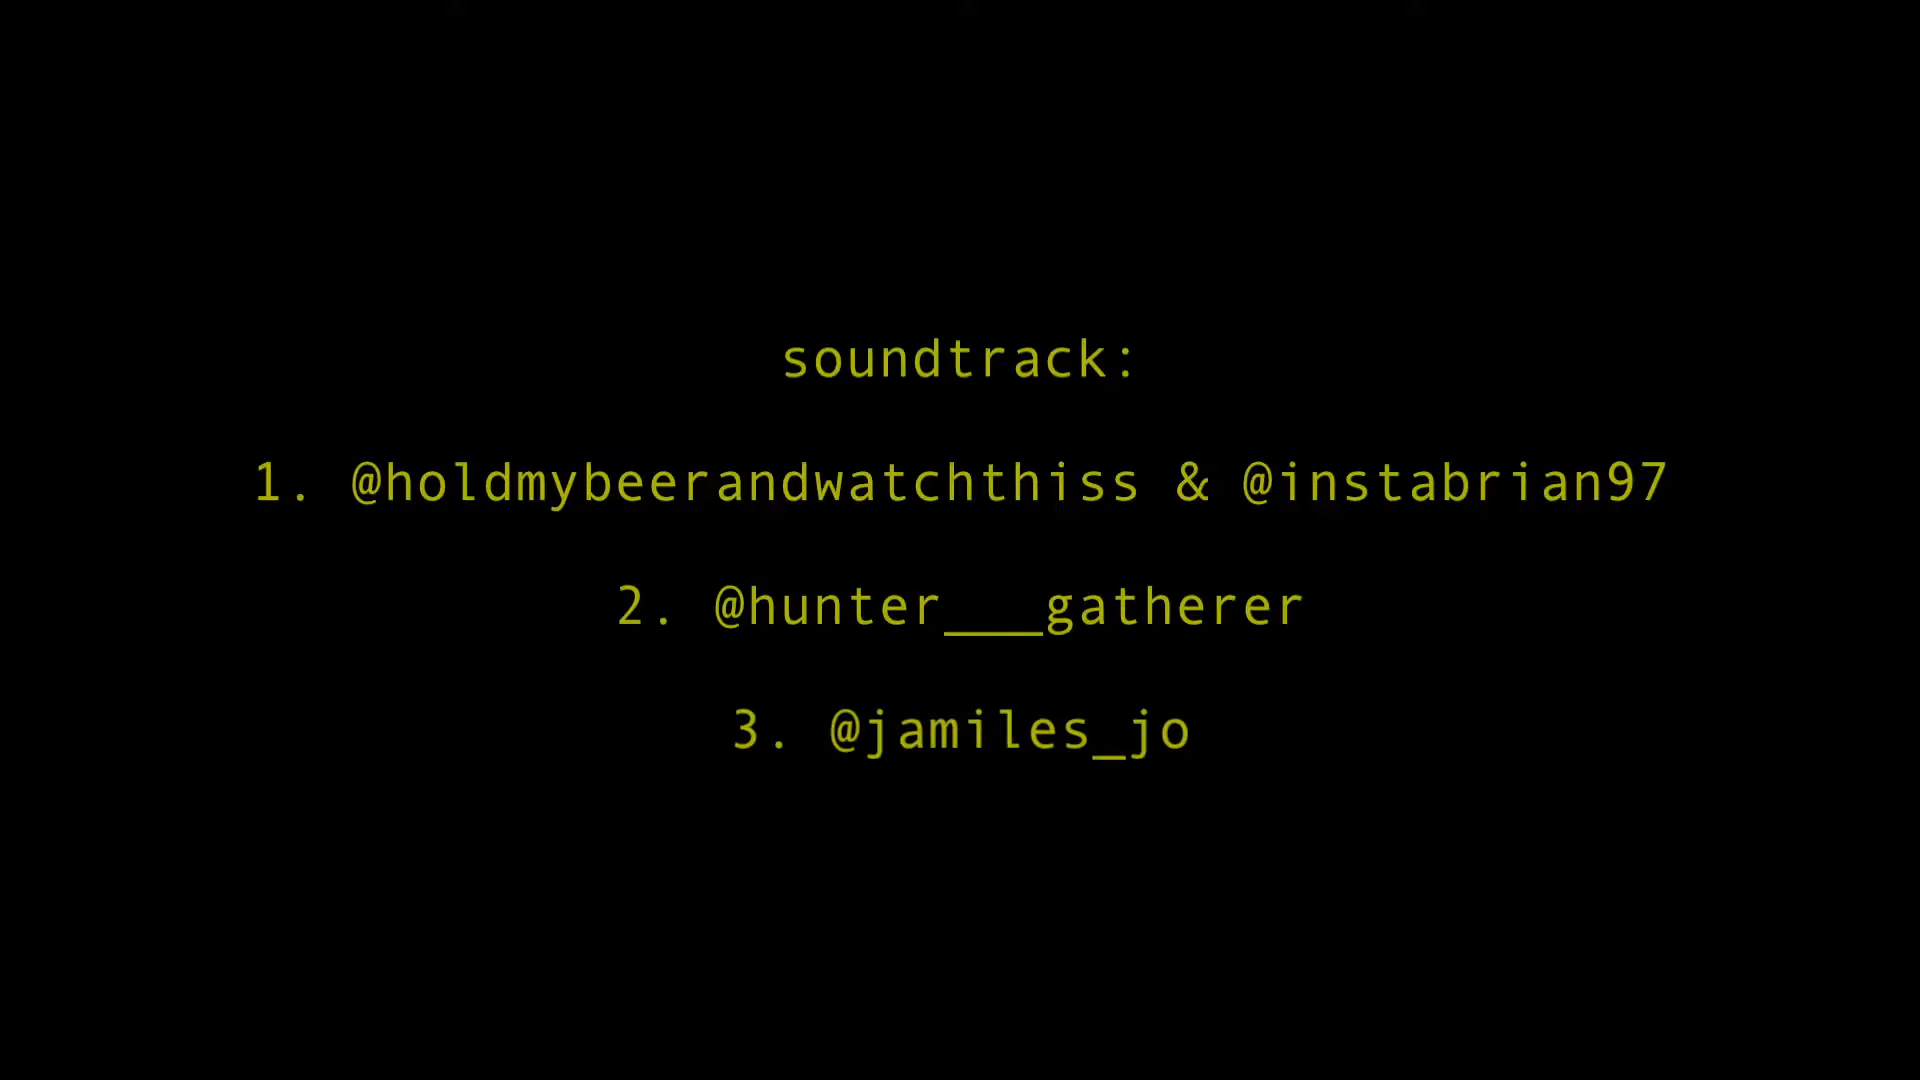 soundtrack:
1. @holdmybeerandwatchthiss & @instabrian97
2. @hunter___gatherer
3. @jamiles_jo